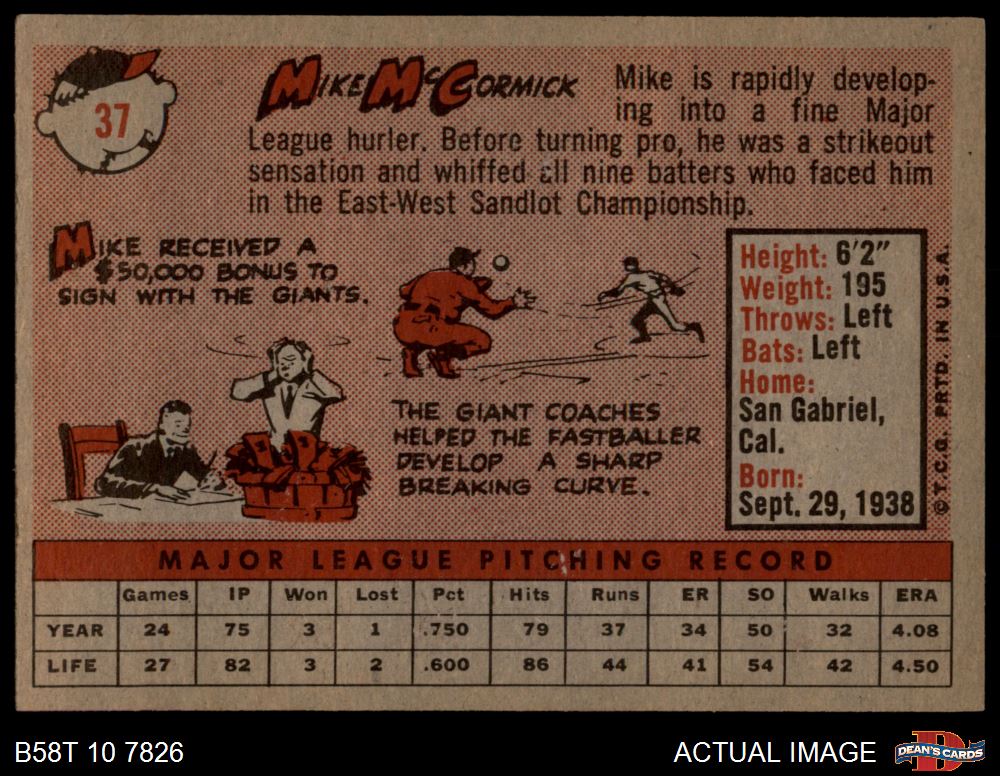 37
MIKE MCCORMICK
Mike is rapidly develop-
ing into a fine Major
League hurler. Before turning pro, he was a strikeout
sensation and whiffed all nine batters who faced him
in the East-West Sandlot Championship.
MIKE RECEIVED A
$50,000 BONUS TO
SIGN WITH THE GIANTS.
THE GIANT COACHES
HELPED THE FASTBALLER
DEVELOP A SHARP
BREAKING CURVE.
Height: 6'2"
Weight: 195
Throws: Left
Bats: Left
Home:
San Gabriel,
Cal.
Born:
Sept. 29, 1938
©T.C.G. PRTD. IN U.S.A.
MAJOR LEAGUE PITCHING RECORD
Games IP Won Lost Pct Hits Runs ER SO Walks ERA
YEAR 24 75 3 1 .750 79 37 34 50 32 4.08
LIFE 27 82 3 2 .600 86 44 41 54 42 4.50
B58T 10 7826
ACTUAL IMAGE
DEAN'S CARDS